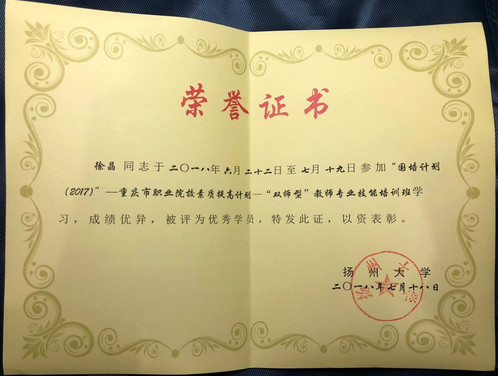 荣誉证书
徐晶同志于二〇一八年六月二十二日至七月十九日参加“国培计划
(2017)”—重庆市职业院校素质提高计划—“双师型”教师专业技能培训班学
习，成绩优异，被评为优秀学员，特发此证，以资表彰。
扬州大学
二〇一八年七月十八日
扬州大学